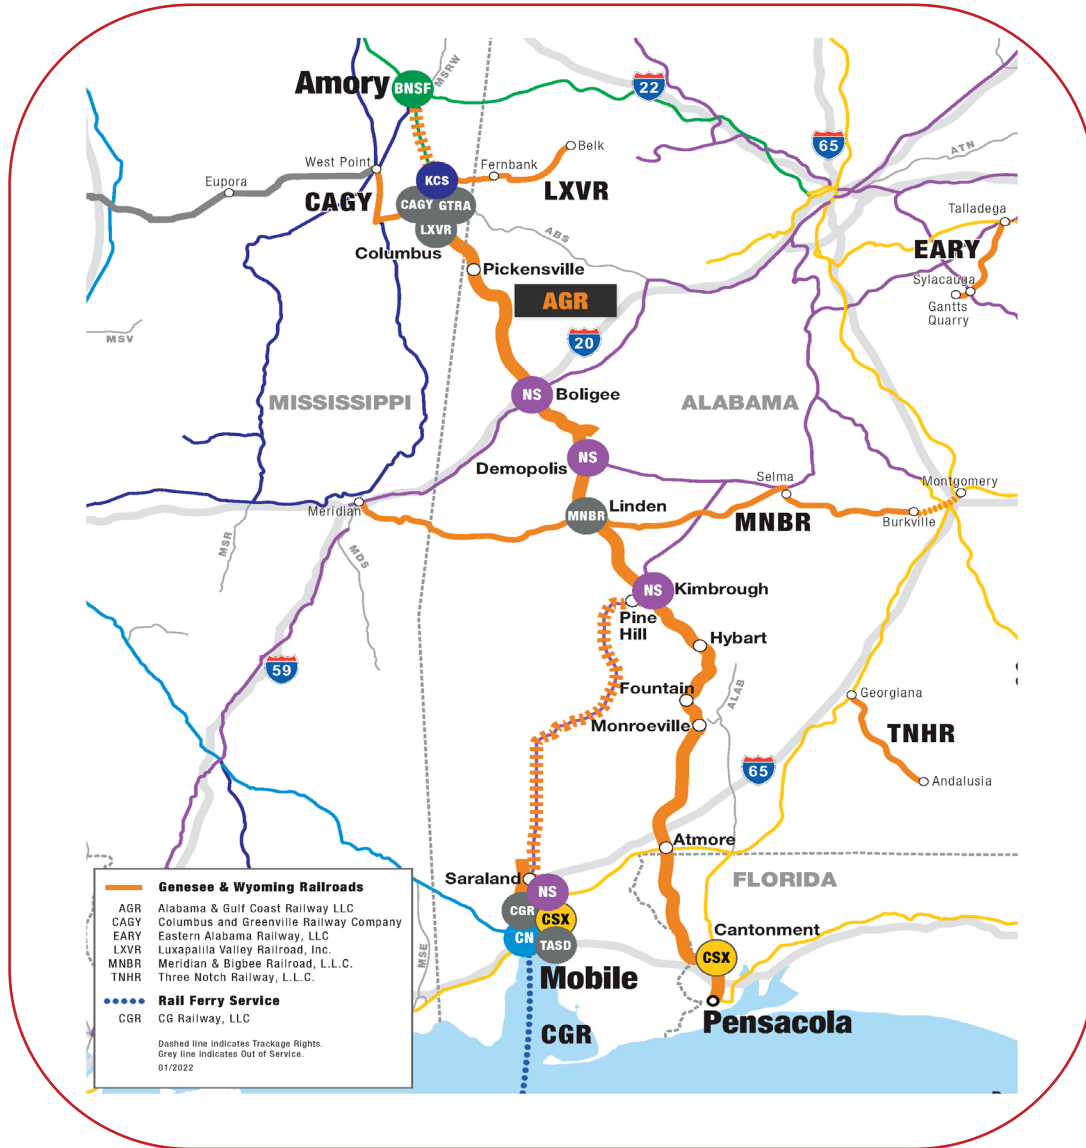 Amory
BNSF
MSRW
22
65
ATN
West Point
Fernbank
Belk
Eupora
KCS
LXVR
CAGY
CAGY GTRA
LXVR
Columbus
ABS
Talladega
EARY
Sylacauga
Gantts
Quarry
Pickensville
AGR
MSV
20
NS
Boligee
MISSISSIPPI
ALABAMA
NS
Demopolis
Selma
Montgomery
Meridian
MNBR
Linden
MNBR
Burkville
MSR
MDS
NS
Kimbrough
Pine
Hill
Hybart
59
Fountain
ALAB
Georgiana
Monroeville
TNHR
65
Andalusia
Atmore
Saraland
NS
FLORIDA
CGR
CSX
CN
TASD
Cantonment
CSX
MSE
Mobile
CGR
Pensacola
Genesee & Wyoming Railroads
AGR Alabama & Gulf Coast Railway LLC
CAGY Columbus and Greenville Railway Company
EARY Eastern Alabama Railway, LLC
LXVR Luxapalila Valley Railroad, Inc.
MNBR Meridian & Bigbee Railroad, L.L.C.
TNHR Three Notch Railway, L.L.C.
Rail Ferry Service
CGR CG Railway, LLC
Dashed line indicates Trackage Rights.
Grey line indicates Out of Service.
01/2022